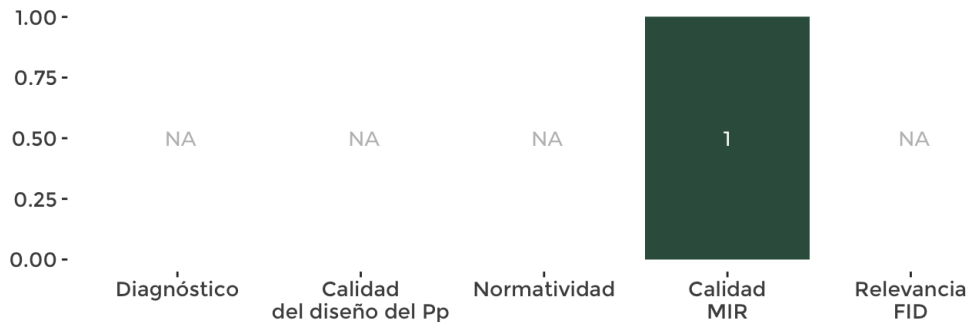 1.00
0.75
0.50
0.25
0.00
NA
NA
NA
1
NA
Diagnóstico
Calidad
del diseño del Pp
Normatividad
Calidad
MIR
Relevancia
FID